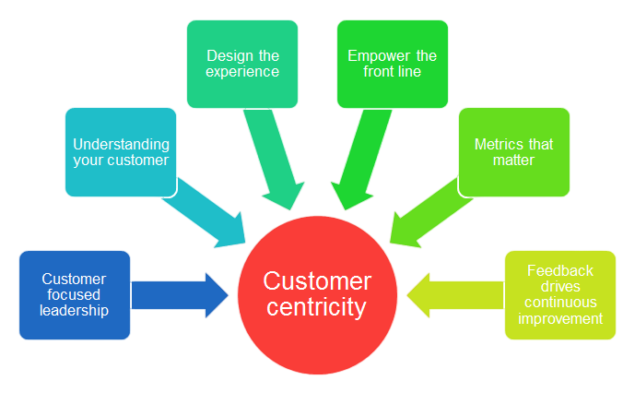 Design the
experience
Empower the
front line
Understanding
your customer
Metrics that
matter
Customer
focused
leadership
Customer
centricity
Feedback
drives
continuous
improvement